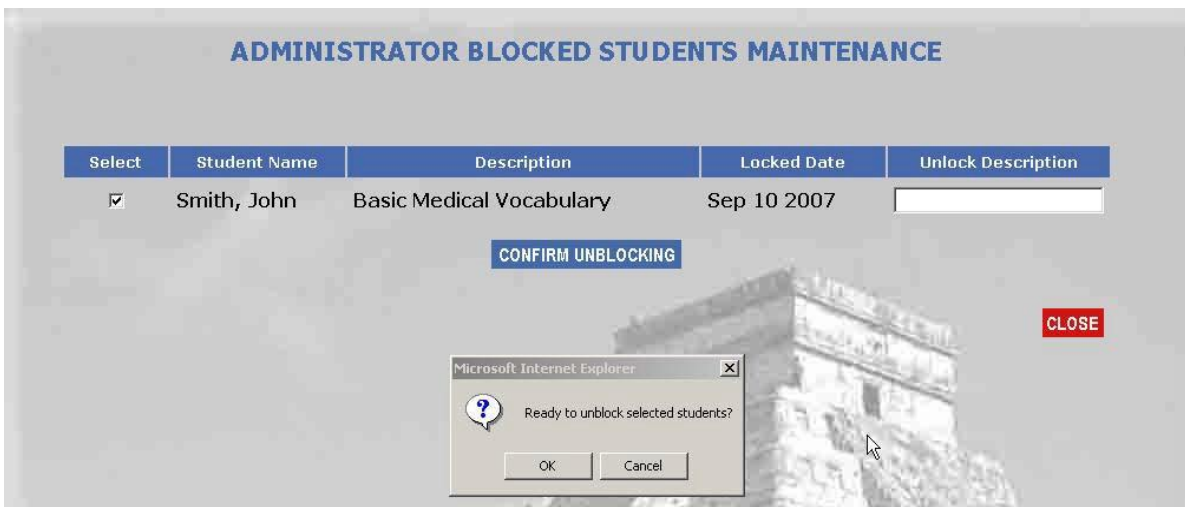 ADMINISTRATOR BLOCKED STUDENTS MAINTENANCE
Select Student Name Description Locked Date Unlock Description
Smith, John Basic Medical Vocabulary Sep 10 2007
CONFIRM UNBLOCKING
CLOSE
Microsoft Internet Explorer
Ready to unblock selected students?
OK Cancel